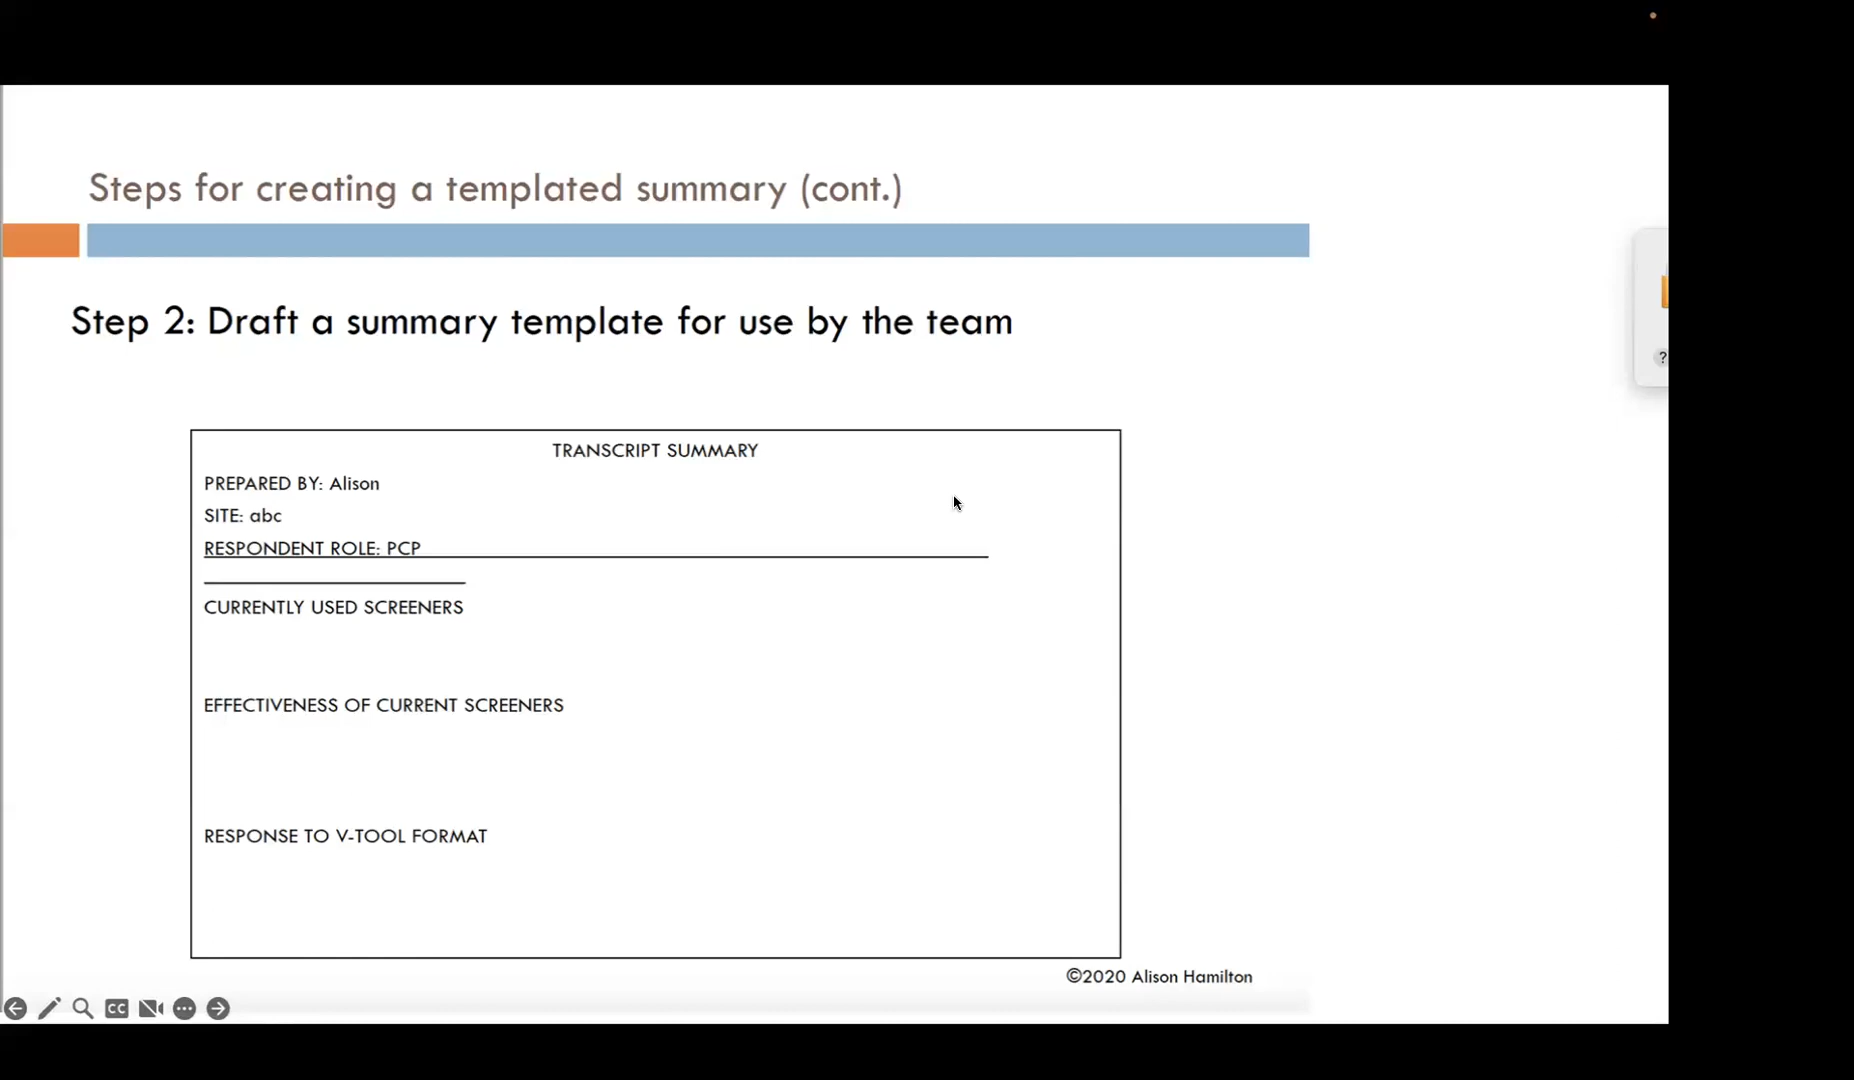 Steps for creating a templated summary (cont.)
Step 2: Draft a summary template for use by the team
TRANSCRIPT SUMMARY
PREPARED BY: Alison
SITE: abc
RESPONDENT ROLE: PCP
CURRENTLY USED SCREENERS
EFFECTIVENESS OF CURRENT SCREENERS
RESPONSE TO V-TOOL FORMAT
©2020 Alison Hamilton
CC
?